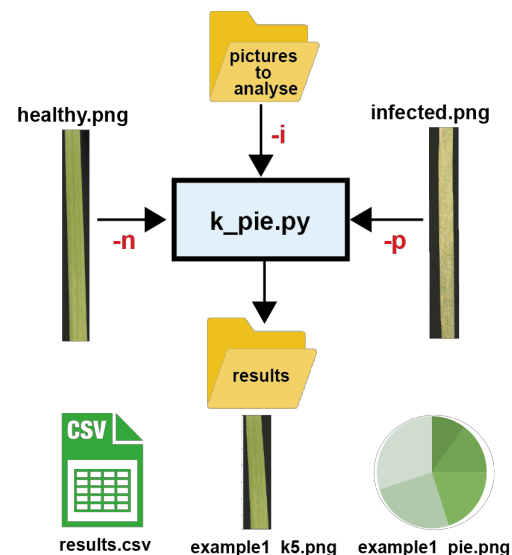 pictures
to
analyse
healthy.png
infected.png
-i
k_pie.py
-n
-p
results
CSV
results.csv
example1_k5.png
example1_pie.png